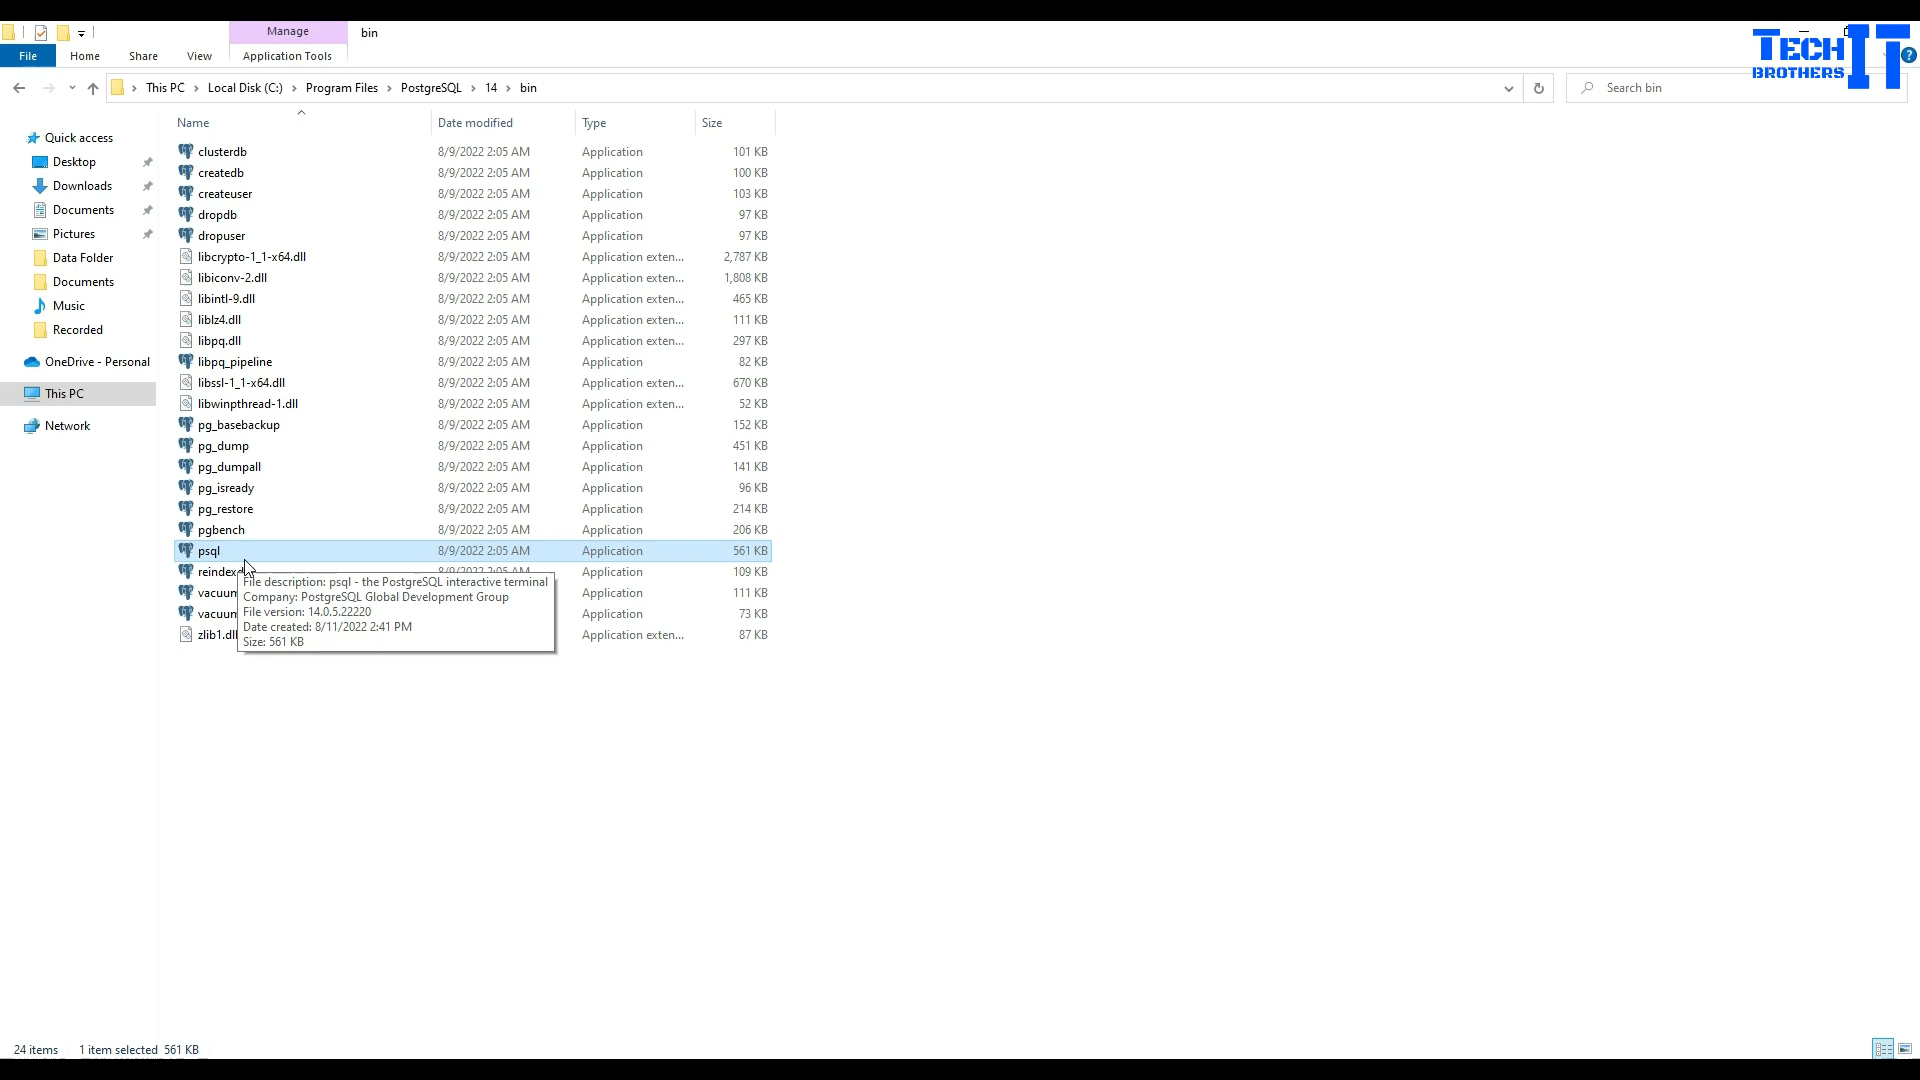 Manage
bin
File
Home
Share
View
Application Tools
TECH IT
BROTHERS
?
This PC
Local Disk (C:)
Program Files
PostgreSQL
14
bin
Search bin
Name
Date modified
Type
Size
Quick access
Desktop
Downloads
Documents
Pictures
Data Folder
Documents
Music
Recorded
OneDrive - Personal
This PC
Network
clusterdb 8/9/2022 2:05 AM Application 101 KB
createdb 8/9/2022 2:05 AM Application 100 KB
createuser 8/9/2022 2:05 AM Application 103 KB
dropdb 8/9/2022 2:05 AM Application 97 KB
dropuser 8/9/2022 2:05 AM Application 97 KB
libcrypto-1_1-x64.dll 8/9/2022 2:05 AM Application exten... 2,787 KB
libiconv-2.dll 8/9/2022 2:05 AM Application exten... 1,808 KB
libintl-9.dll 8/9/2022 2:05 AM Application exten... 465 KB
liblz4.dll 8/9/2022 2:05 AM Application exten... 111 KB
libpq.dll 8/9/2022 2:05 AM Application exten... 297 KB
libpq_pipeline 8/9/2022 2:05 AM Application 82 KB
libssl-1_1-x64.dll 8/9/2022 2:05 AM Application exten... 670 KB
libwinpthread-1.dll 8/9/2022 2:05 AM Application exten... 52 KB
pg_basebackup 8/9/2022 2:05 AM Application 152 KB
pg_dump 8/9/2022 2:05 AM Application 451 KB
pg_dumpall 8/9/2022 2:05 AM Application 141 KB
pg_isready 8/9/2022 2:05 AM Application 96 KB
pg_restore 8/9/2022 2:05 AM Application 214 KB
pgbench 8/9/2022 2:05 AM Application 206 KB
psql 8/9/2022 2:05 AM Application 561 KB
8/9/2022 2:05 AM Application 109 KB
vacuum Application 111 KB
vacuum Application 73 KB
zlib1.dll Application exten... 87 KB
File description: psql - the PostgreSQL interactive terminal
Company: PostgreSQL Global Development Group
File version: 14.0.5.22220
Date created: 8/11/2022 2:41 PM
Size: 561 KB
24 items
1 item selected 561 KB